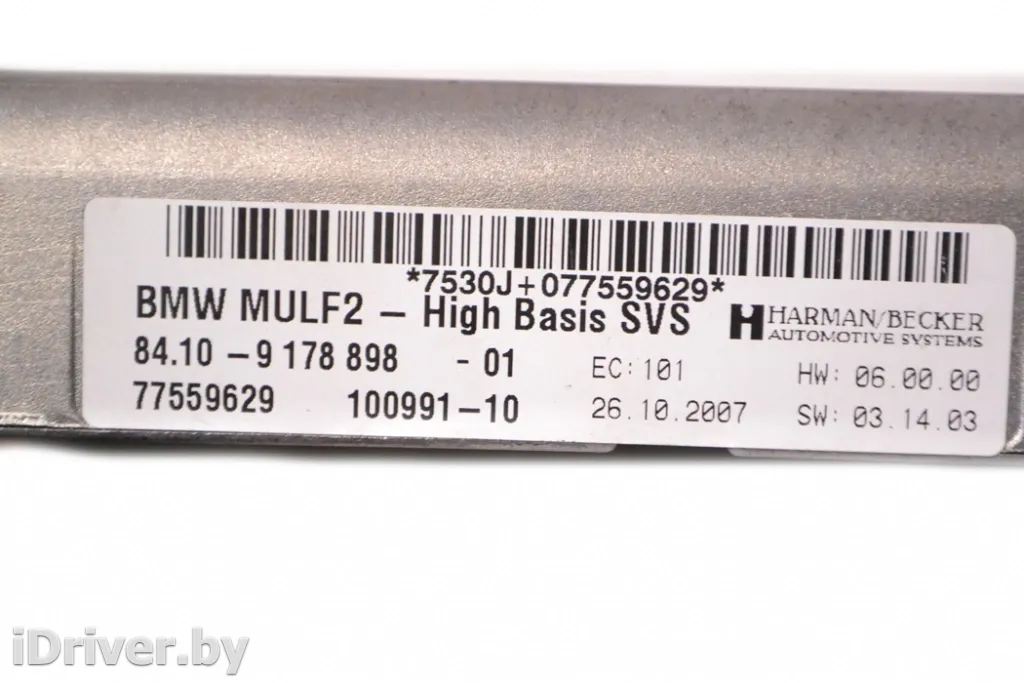 *7530J+077559629*
BMW MULF2 – High Basis SVS
HARMAN/BECKER
AUTOMOTIVE SYSTEMS
84.10 – 9 178 898 - 01
EC: 101
HW: 06.00.00
77559629 100991–10
26.10.2007
SW: 03.14.03
iDriver.by